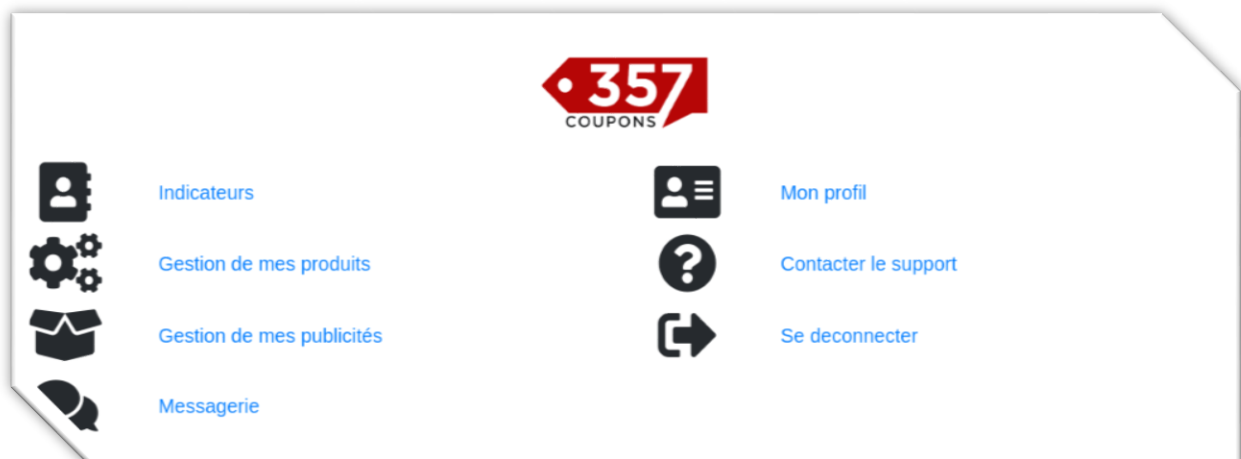 357
COUPONS
Indicateurs
Mon profil
Gestion de mes produits
Contacter le support
Gestion de mes publicités
Se deconnecter
Messagerie